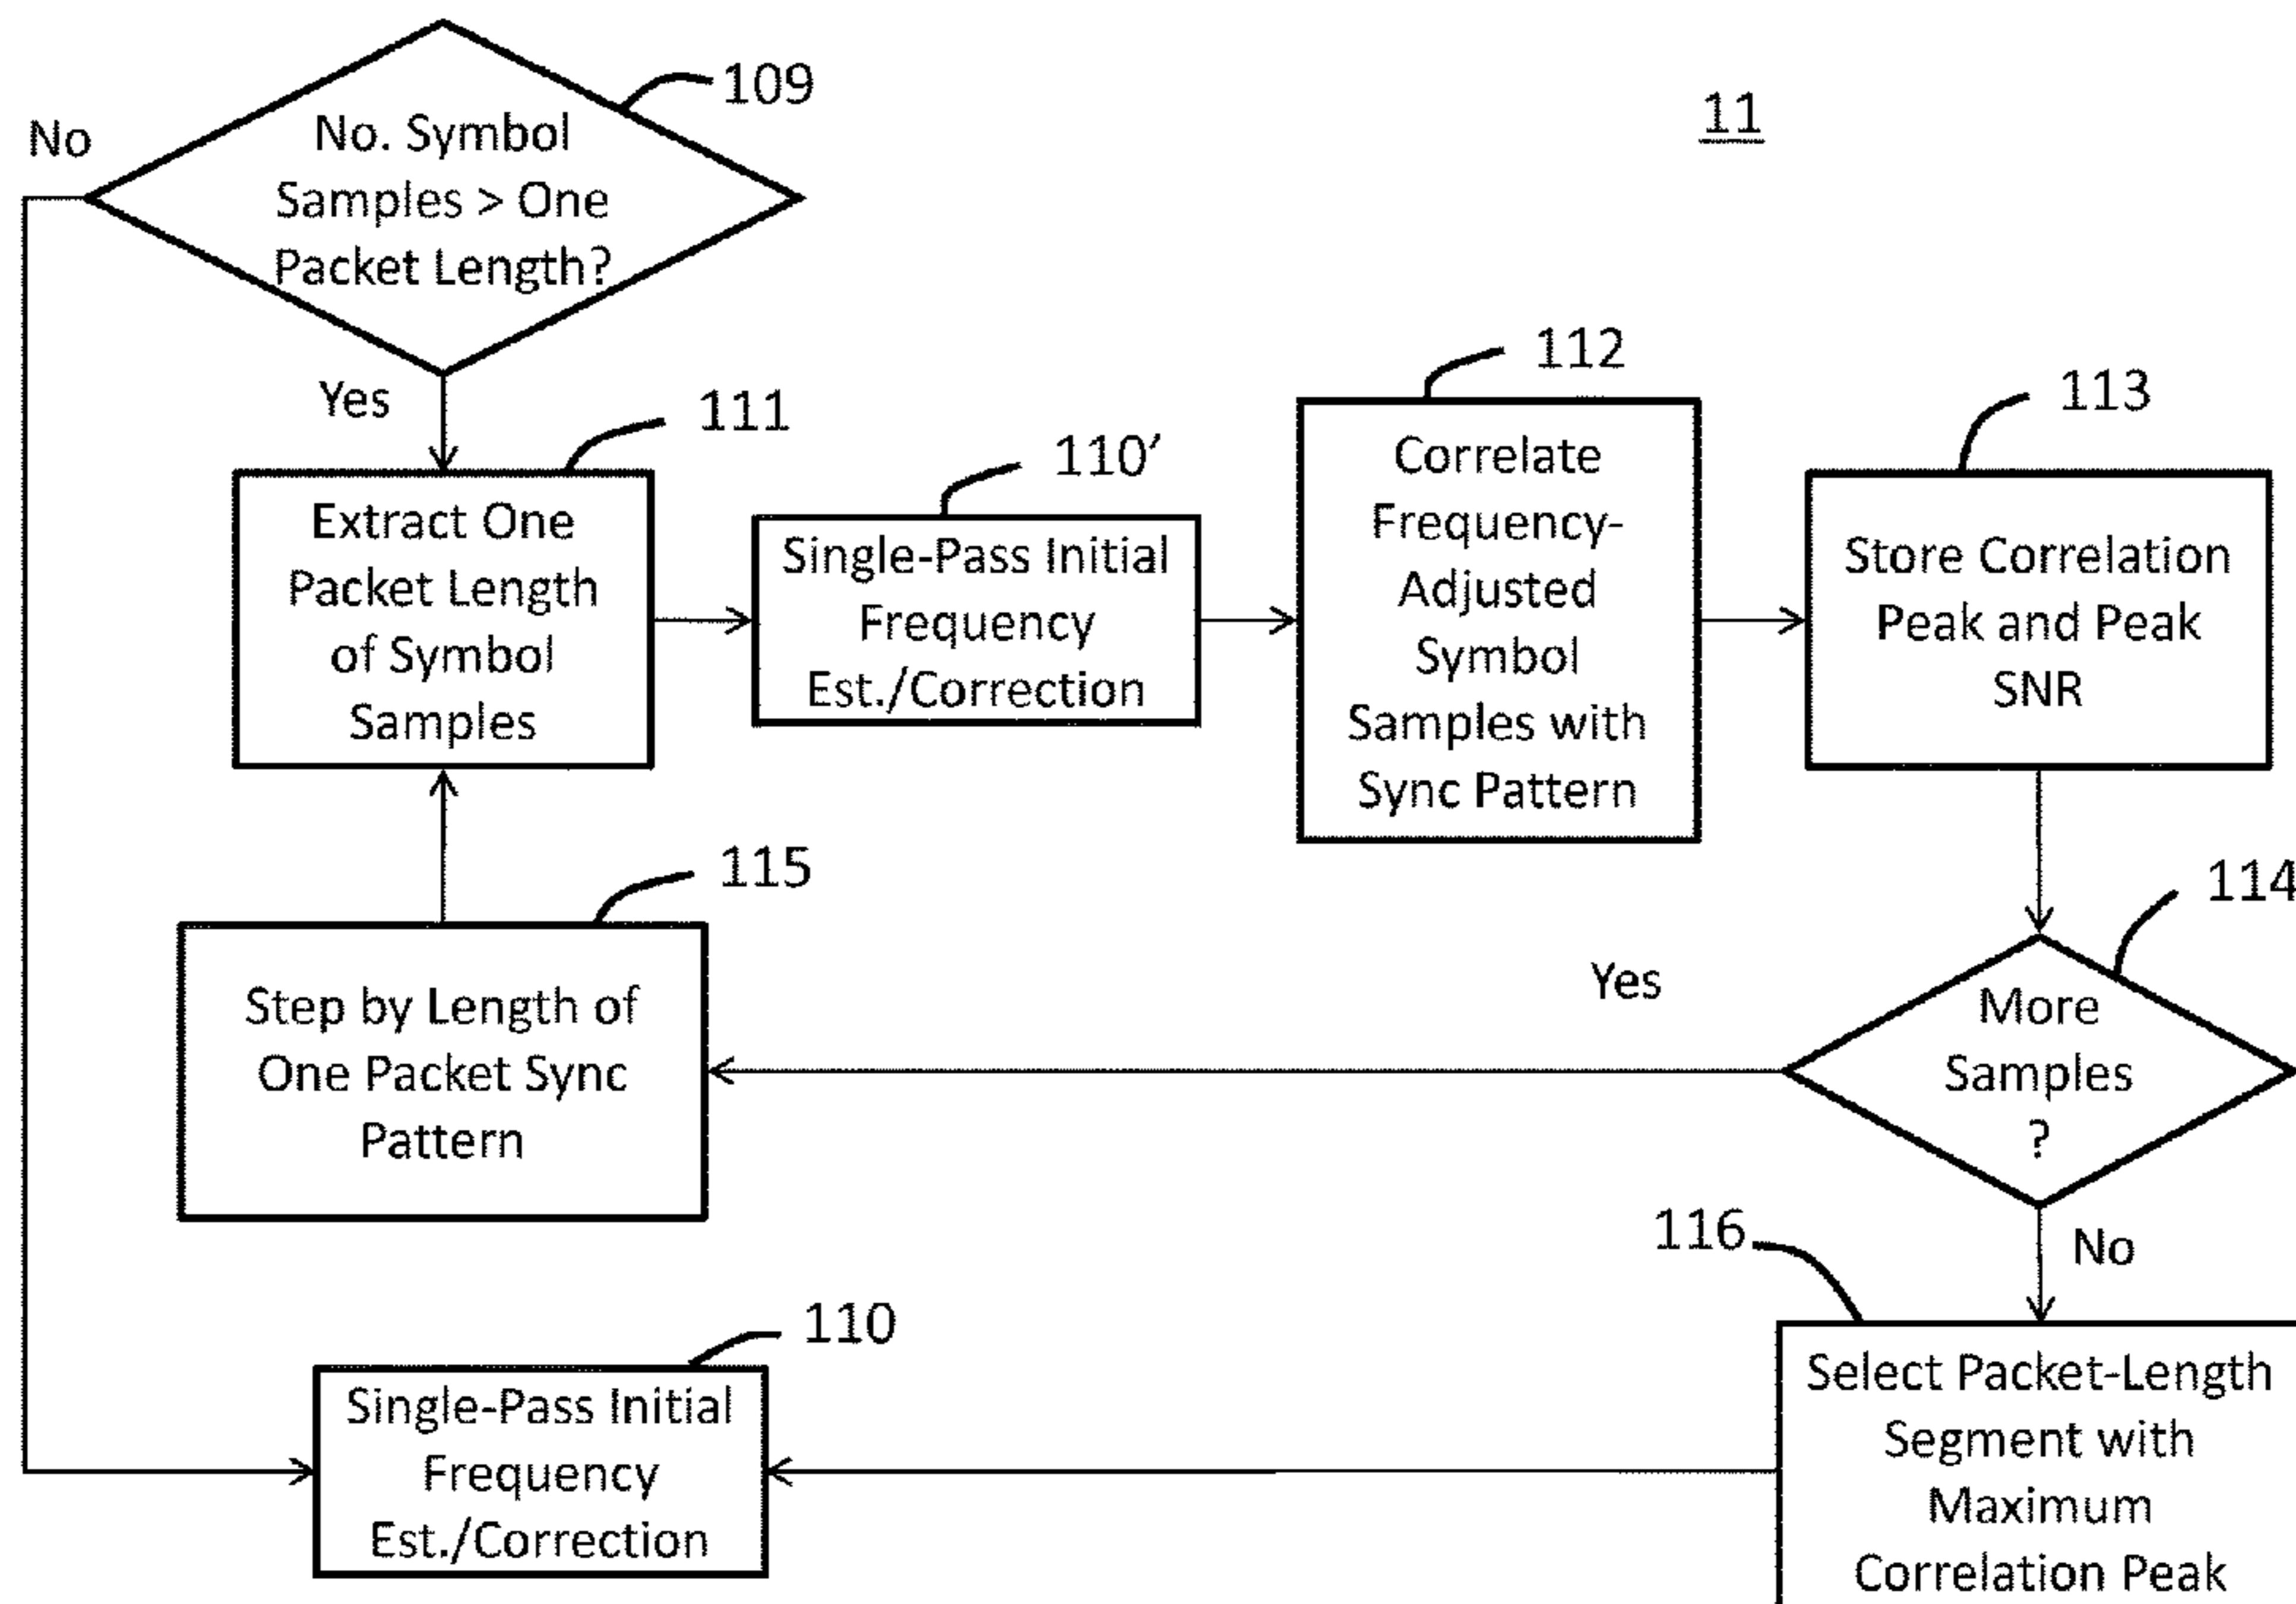 109
11
No
No. Symbol
Samples > One
Packet Length?
Yes
111
Extract One
Packet Length
of Symbol
Samples
110′
Single-Pass Initial
Frequency
Est./Correction
112
Correlate
Frequency-
Adjusted
Symbol
Samples with
Sync Pattern
113
Store Correlation
Peak and Peak
SNR
114
More
Samples
?
Yes
115
Step by Length of
One Packet Sync
Pattern
No
116
Select Packet-Length
Segment with
Maximum
Correlation Peak
110
Single-Pass Initial
Frequency
Est./Correction